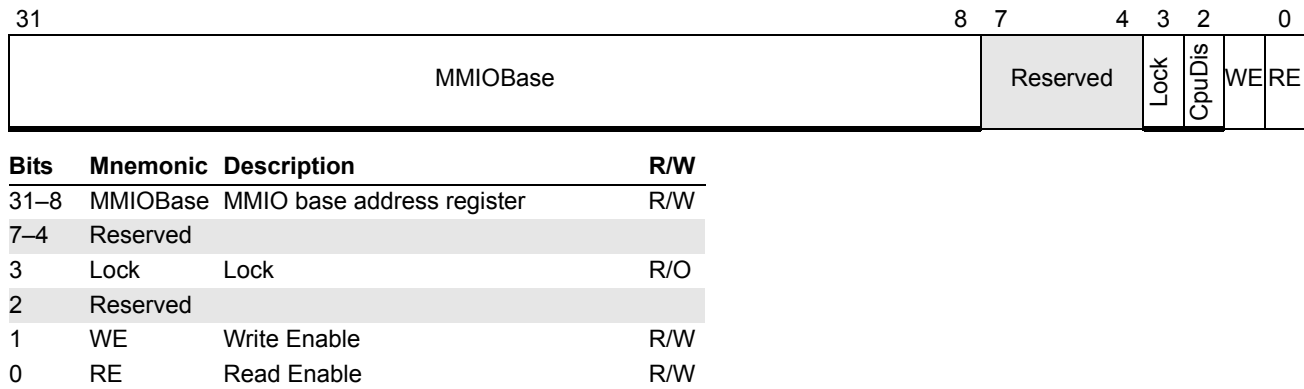 31 8 7 4 3 2 0
MMIOBase Reserved Lock CpuDis WE RE
Bits Mnemonic Description R/W
31–8 MMIOBase MMIO base address register R/W
7–4 Reserved
3 Lock Lock R/O
2 Reserved
1 WE Write Enable R/W
0 RE Read Enable R/W